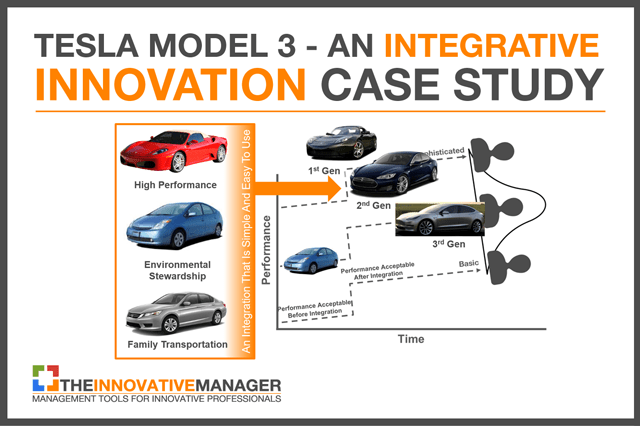 TESLA MODEL 3 - AN INTEGRATIVE
INNOVATION CASE STUDY
High Performance
Environmental
Stewardship
Family Transportation
An Integration That Is Simple And Easy To Use
Performance
1st Gen
2nd Gen
3rd Gen
Performance Acceptable
After Integration
Performance Acceptable
Before Integration
Basic
Time
THEINNOVATIVEMANAGER
MANAGEMENT TOOLS FOR INNOVATIVE PROFESSIONALS